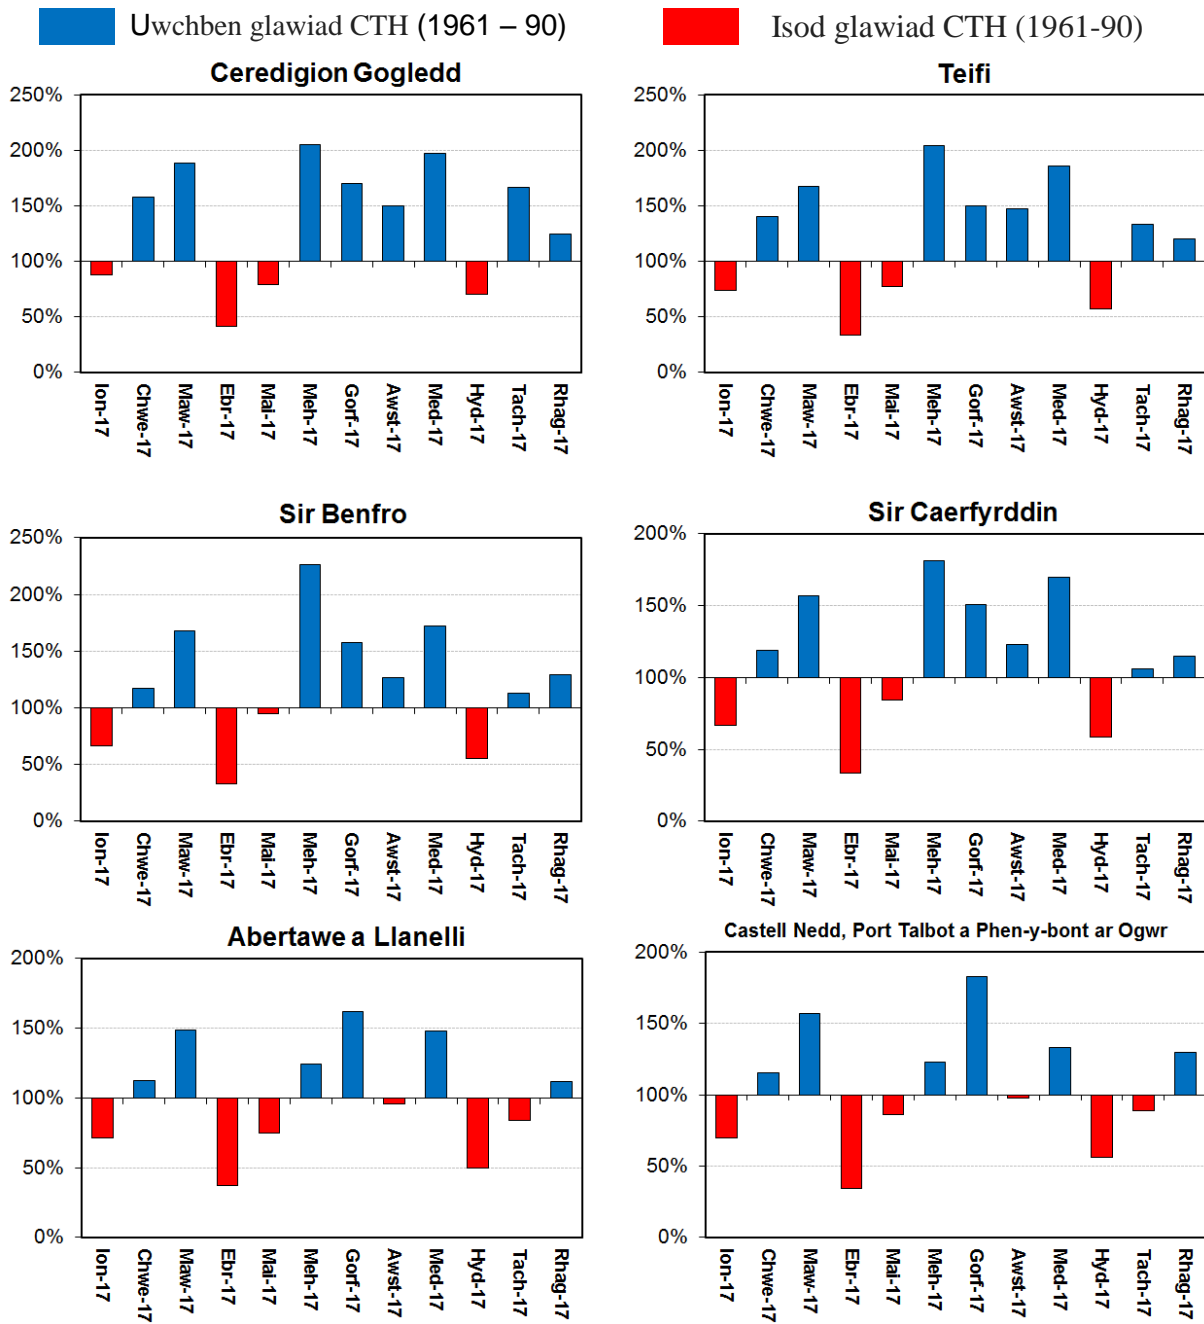 Uwchben glawiad CTH (1961 – 90)
Isod glawiad CTH (1961-90)
Ceredigion Gogledd
250%
200%
150%
100%
50%
0%
Ion-17
Chwe-17
Maw-17
Ebr-17
Mai-17
Meh-17
Gorf-17
Awst-17
Med-17
Hyd-17
Tach-17
Rhag-17
Teifi
250%
200%
150%
100%
50%
0%
Ion-17
Chwe-17
Maw-17
Ebr-17
Mai-17
Meh-17
Gorf-17
Awst-17
Med-17
Hyd-17
Tach-17
Rhag-17
Sir Benfro
250%
200%
150%
100%
50%
0%
Ion-17
Chwe-17
Maw-17
Ebr-17
Mai-17
Meh-17
Gorf-17
Awst-17
Med-17
Hyd-17
Tach-17
Rhag-17
Sir Caerfyrddin
200%
150%
100%
50%
0%
Ion-17
Chwe-17
Maw-17
Ebr-17
Mai-17
Meh-17
Gorf-17
Awst-17
Med-17
Hyd-17
Tach-17
Rhag-17
Abertawe a Llanelli
200%
150%
100%
50%
0%
Ion-17
Chwe-17
Maw-17
Ebr-17
Mai-17
Meh-17
Gorf-17
Awst-17
Med-17
Hyd-17
Tach-17
Rhag-17
Castell Nedd, Port Talbot a Phen-y-bont ar Ogwr
200%
150%
100%
50%
0%
Ion-17
Chwe-17
Maw-17
Ebr-17
Mai-17
Meh-17
Gorf-17
Awst-17
Med-17
Hyd-17
Tach-17
Rhag-17